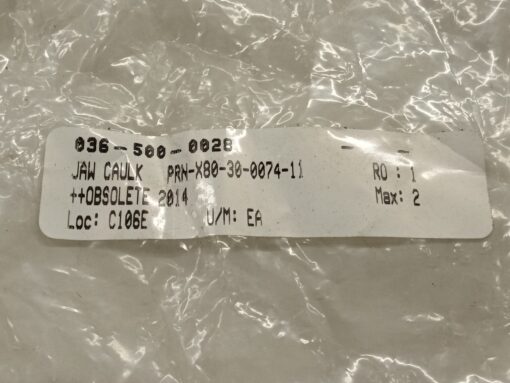 036-500-0028 - -
JAW CAULK PRN-X80-30-0074-11 RO : 1
++OBSOLETE 2014 Max: 2
Loc: C106E U/M: EA